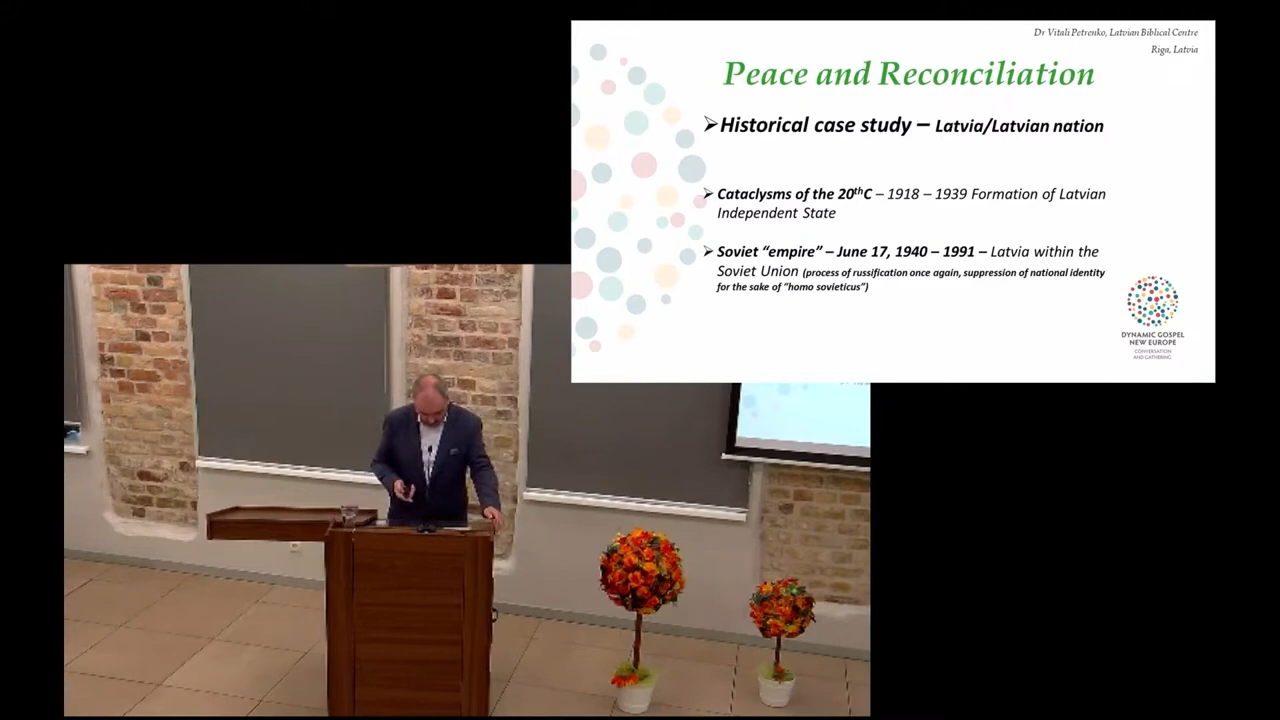 Dr Vitali Petrenko, Latvian Biblical Centre
Riga, Latvia
Peace and Reconciliation
➢Historical case study – Latvia/Latvian nation
➢ Cataclysms of the 20thC – 1918 – 1939 Formation of Latvian
Independent State
➢ Soviet “empire” – June 17, 1940 – 1991 – Latvia within the
Soviet Union (process of russification once again, suppression of national identity
for the sake of “homo sovieticus”)
DYNAMIC GOSPEL
NEW EUROPE
CONVERSATION
AND GATHERING